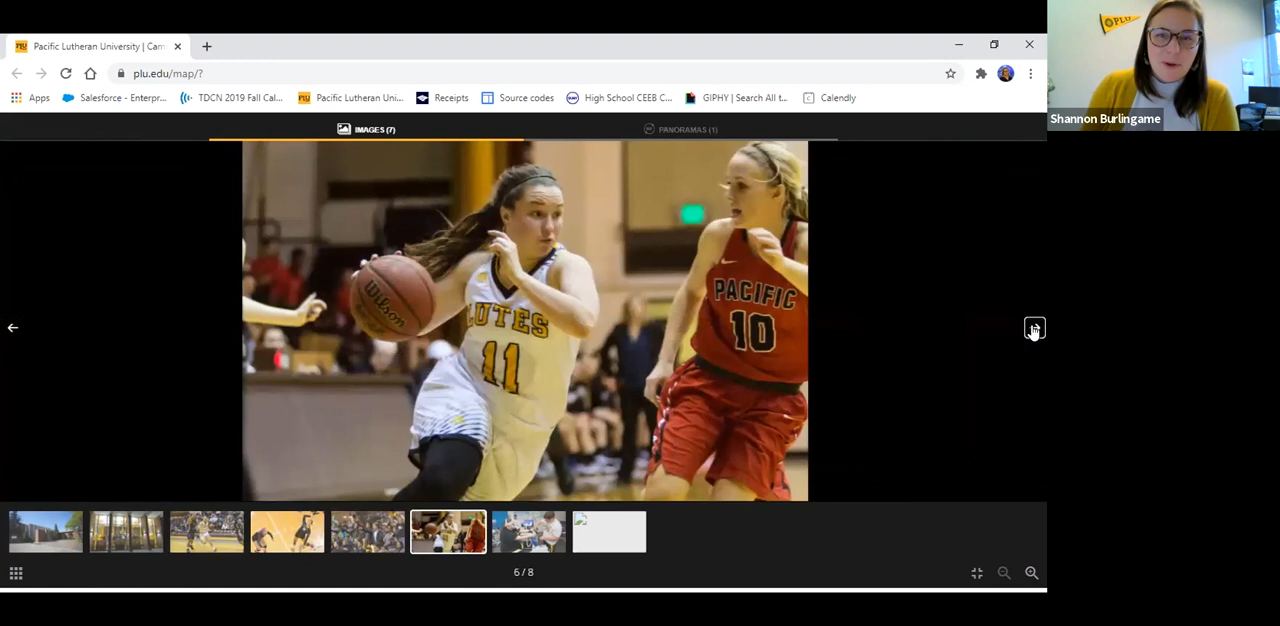 Pacific Lutheran University | Cam
plu.edu/map/?
Apps
Salesforce - Enterpr...
TDCN 2019 Fall Cal...
PLU
Pacific Lutheran Uni...
Receipts
Source codes
High School CEEB C...
GIPHY | Search All t...
Calendly
IMAGES (7)
PANORAMAS (1)
Wilson
LUTES
11
PACIFIC
10
6 / 8
PLU
Shannon Burlingame